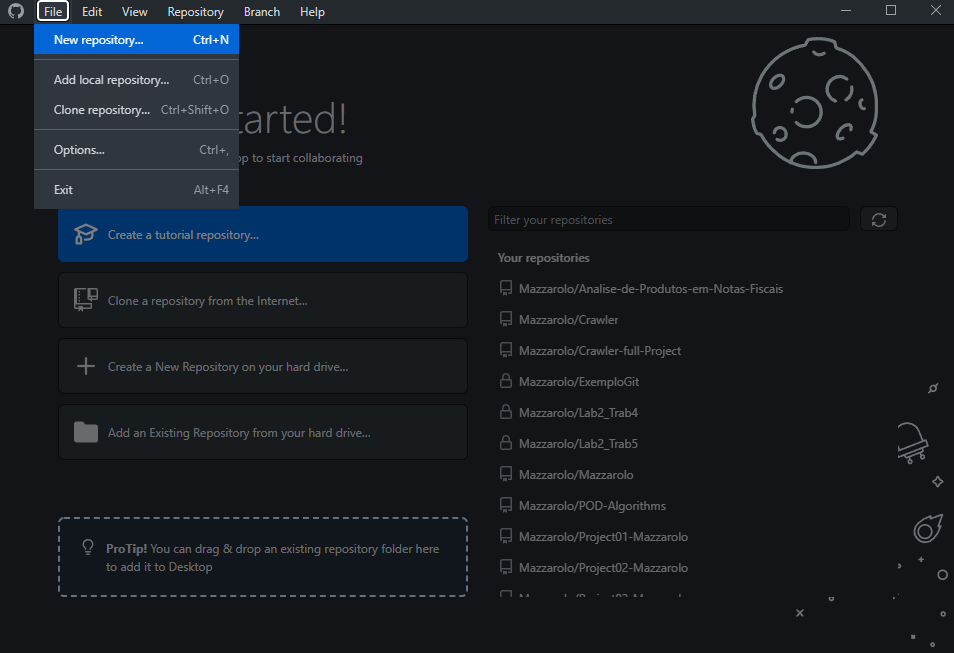 File Edit View Repository Branch Help
New repository... Ctrl+N
Add local repository... Ctrl+O
Clone repository... Ctrl+Shift+O
Options... Ctrl+,
Exit Alt+F4
tarted!
op to start collaborating
Create a tutorial repository...
Clone a repository from the Internet...
Create a New Repository on your hard drive...
Add an Existing Repository from your hard drive...
ProTip! You can drag & drop an existing repository folder here
to add it to Desktop
Filter your repositories
Your repositories
Mazzarolo/Analise-de-Produtos-em-Notas-Fiscais
Mazzarolo/Crawler
Mazzarolo/Crawler-full-Project
Mazzarolo/ExemploGit
Mazzarolo/Lab2_Trab4
Mazzarolo/Lab2_Trab5
Mazzarolo/Mazzarolo
Mazzarolo/POD-Algorithms
Mazzarolo/Project01-Mazzarolo
Mazzarolo/Project02-Mazzarolo